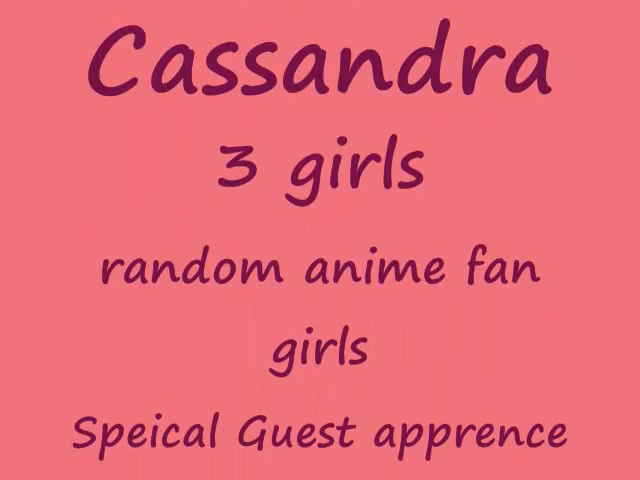 Cassandra
3 girls
random anime fan
girls
Speical Guest apprence